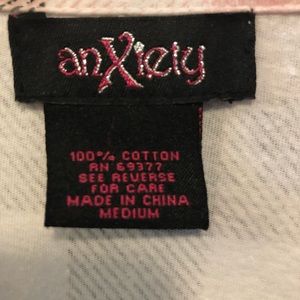 anXiety
100% COTTON
RN 69377
SEE REVERSE
FOR CARE
MADE IN CHINA
MEDIUM